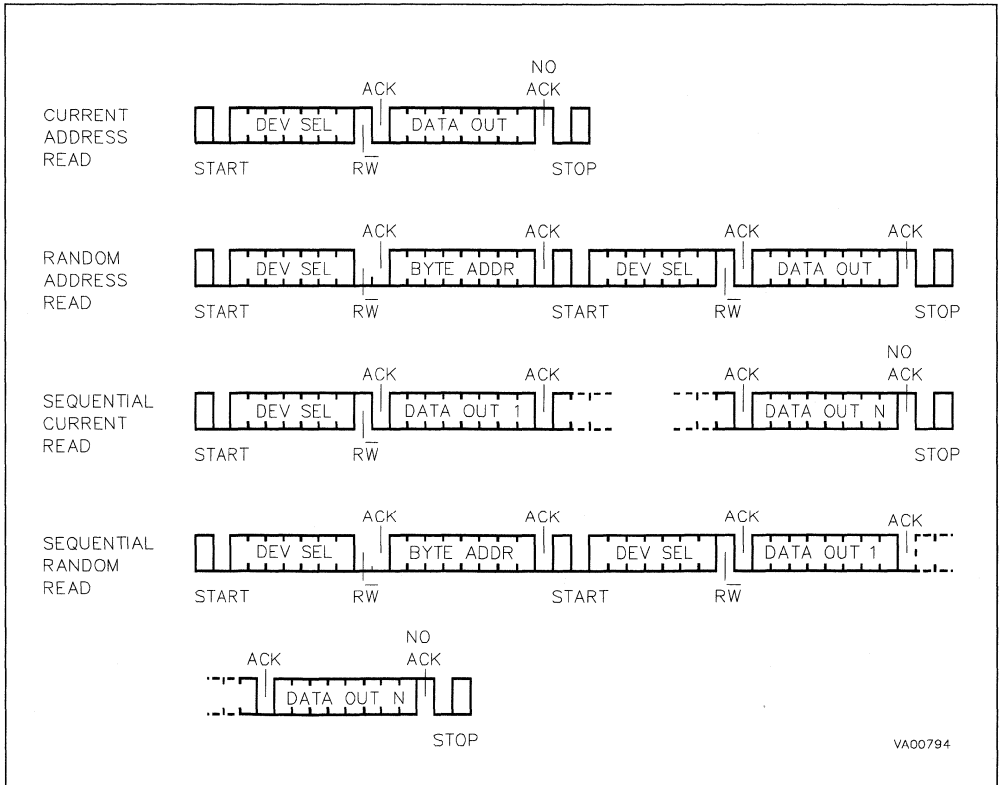 NO
ACK ACK
CURRENT
ADDRESS
READ
DEV SEL DATA OUT
START RW̅ STOP
ACK ACK ACK ACK
RANDOM
ADDRESS
READ
DEV SEL BYTE ADDR DEV SEL DATA OUT
START RW̅ START RW̅ STOP
NO
ACK ACK ACK ACK
SEQUENTIAL
CURRENT
READ
DEV SEL DATA OUT 1 DATA OUT N
START RW̅ STOP
ACK ACK ACK ACK
SEQUENTIAL
RANDOM
READ
DEV SEL BYTE ADDR DEV SEL DATA OUT 1
START RW̅ START RW̅
NO
ACK ACK
DATA OUT N
STOP
VA00794